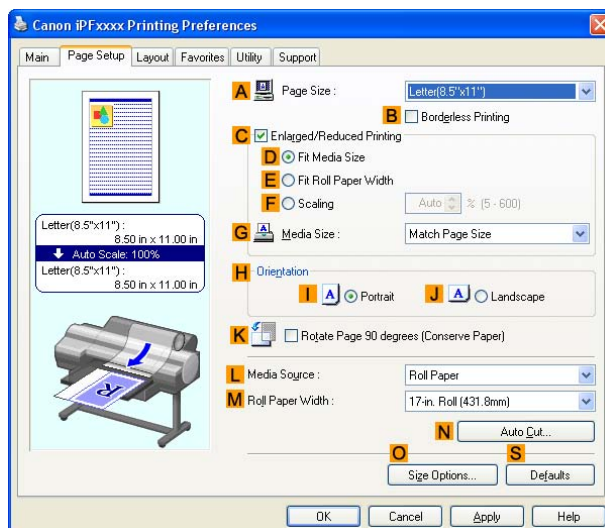 Canon iPFxxxx Printing Preferences
Main Page Setup Layout Favorites Utility Support
A Page Size : Letter(8.5"x11")
B Borderless Printing
C Enlarged/Reduced Printing
D Fit Media Size
E Fit Roll Paper Width
F Scaling Auto % (5 - 600)
G A Media Size : Match Page Size
Letter(8.5"x11") :
8.50 in x 11.00 in
Auto Scale: 100%
Letter(8.5"x11") :
8.50 in x 11.00 in
H Orientation
I A Portrait J A Landscape
K Rotate Page 90 degrees (Conserve Paper)
R
L Media Source : Roll Paper
M Roll Paper Width : 17-in. Roll (431.8mm)
N Auto Cut...
O S
Size Options... Defaults
OK Cancel Apply Help